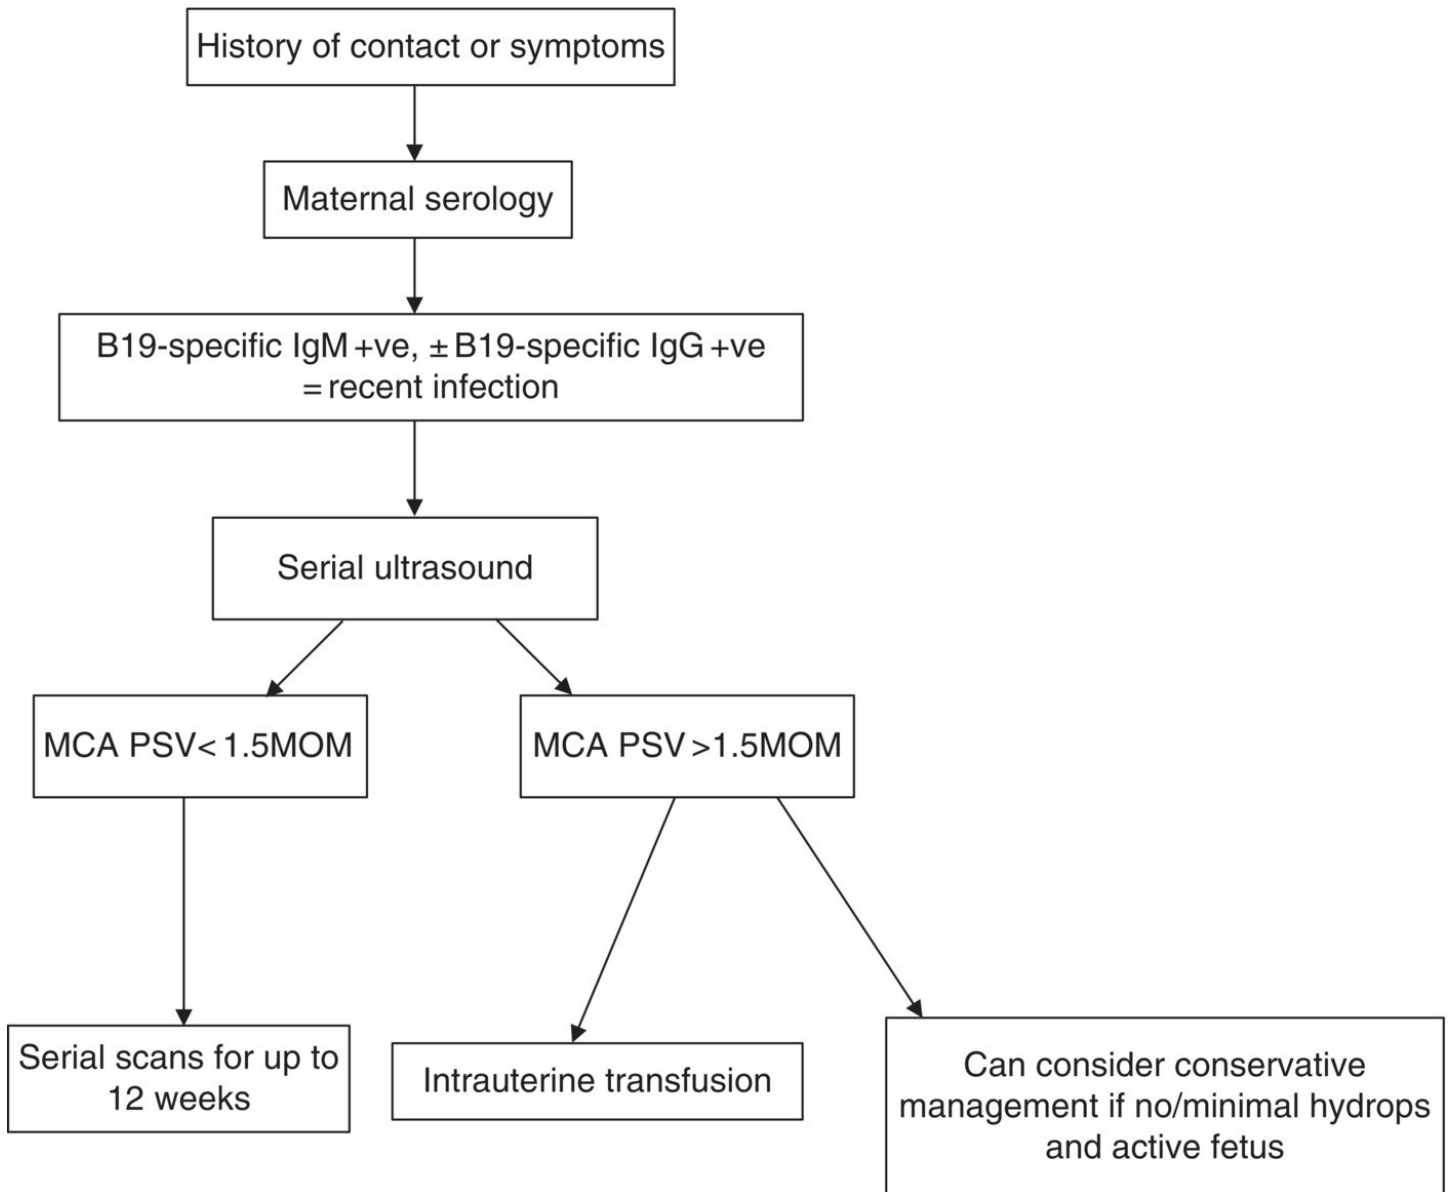 History of contact or symptoms
Maternal serology
B19-specific IgM +ve, ± B19-specific IgG +ve
= recent infection
Serial ultrasound
MCA PSV< 1.5MOM
MCA PSV >1.5MOM
Serial scans for up to
12 weeks
Intrauterine transfusion
Can consider conservative
management if no/minimal hydrops
and active fetus